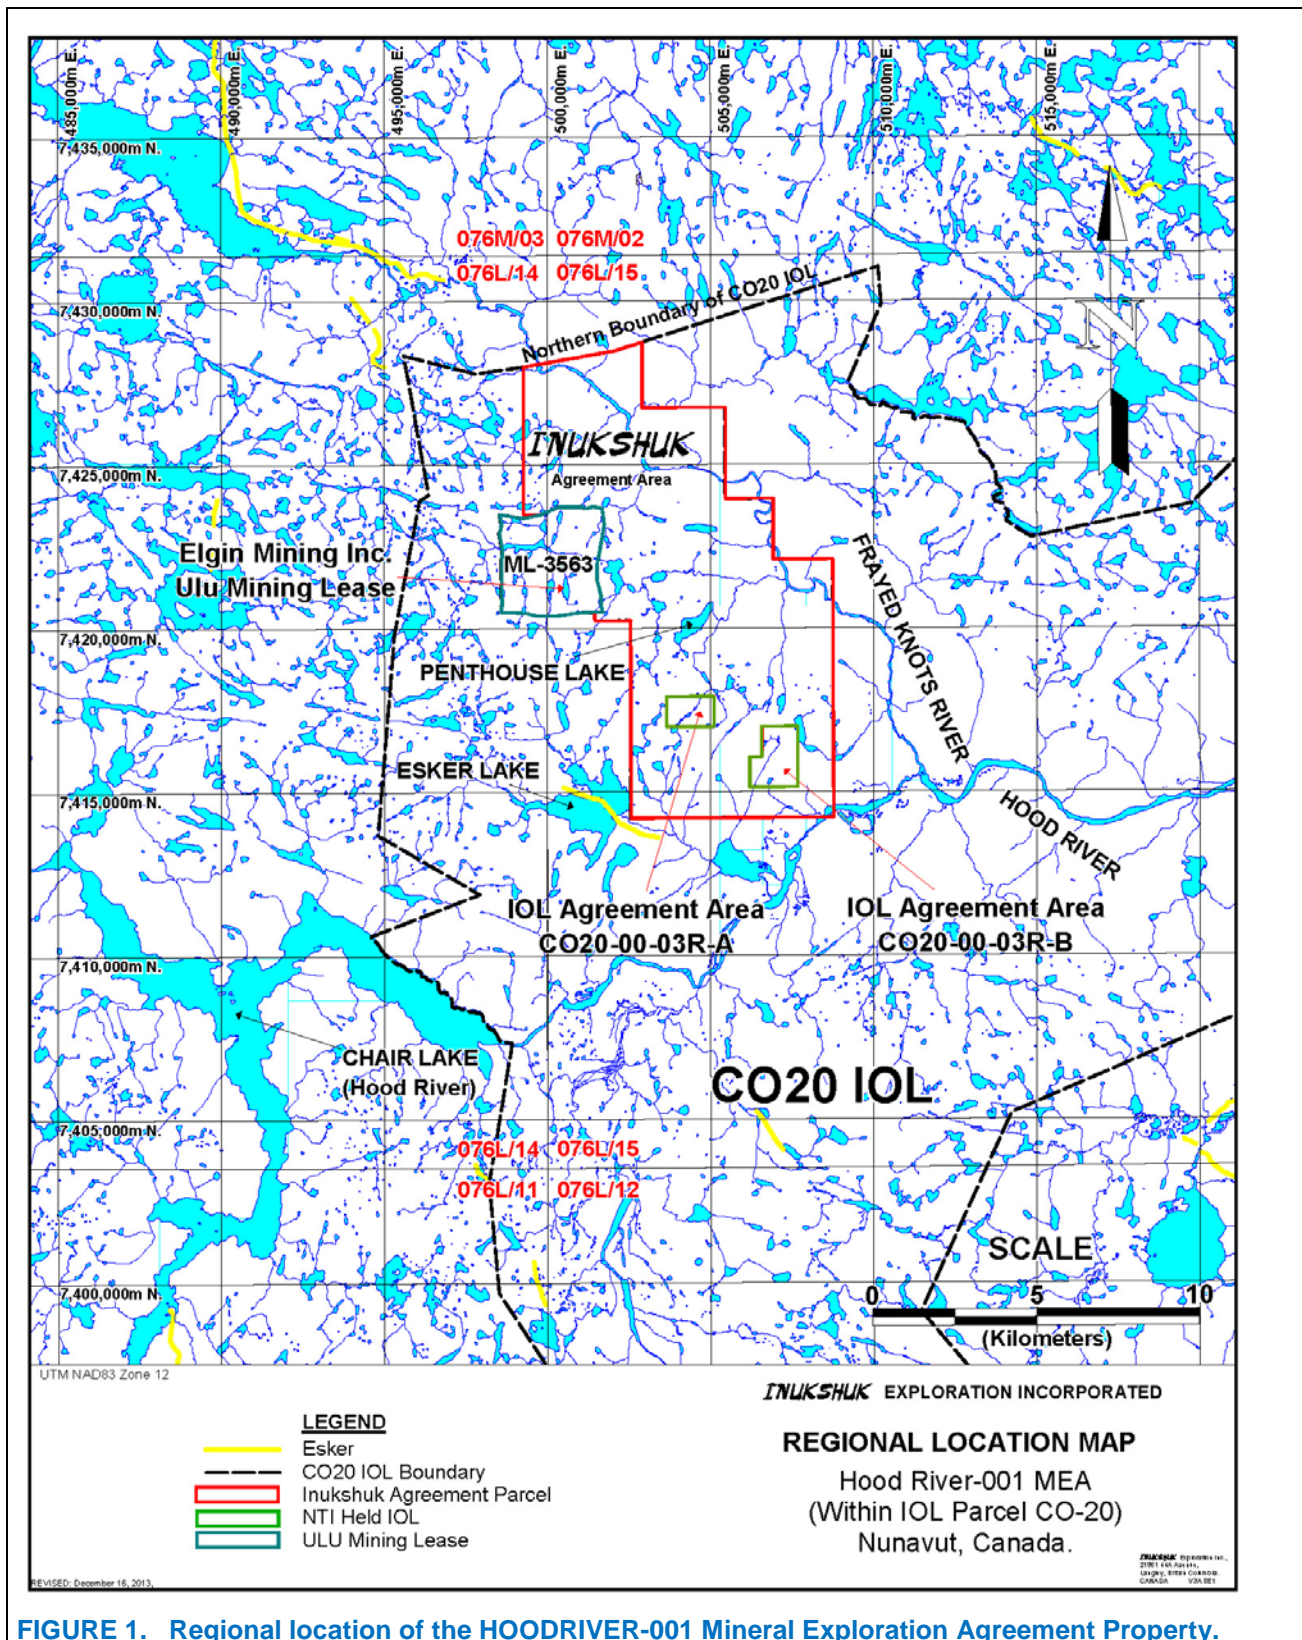 485,000m E.
490,000m E.
495,000m E.
500,000m E.
505,000m E.
510,000m E.
515,000m E.
7,435,000m N.
076M/03 076M/02
076L/14 076L/15
7,430,000m N.
Northern Boundary of CO20 IOL
N
INUKSHUK
Agreement Area
7,425,000m N.
Elgin Mining Inc.
Ulu Mining Lease
ML-3563
FRAYED KNOTS RIVER
7,420,000m N.
PENTHOUSE LAKE
ESKER LAKE
7,415,000m N.
HOOD RIVER
IOL Agreement Area
CO20-00-03R-A
IOL Agreement Area
CO20-00-03R-B
7,410,000m N.
CHAIR LAKE
(Hood River)
CO20 IOL
7,405,000m N.
076L/14 076L/15
076L/11 076L/12
SCALE
7,400,000m N.
0 5 10
(Kilometers)
UTM NAD83 Zone 12
INUKSHUK EXPLORATION INCORPORATED
LEGEND
Esker
CO20 IOL Boundary
Inukshuk Agreement Parcel
NTI Held IOL
ULU Mining Lease
REGIONAL LOCATION MAP
Hood River-001 MEA
(Within IOL Parcel CO-20)
Nunavut, Canada.
INUKSHUK Exploration Inc.,
Langley, British Columbia,
CANADA
REVISED: December 16, 2013,
FIGURE 1. Regional location of the HOODRIVER-001 Mineral Exploration Agreement Property.